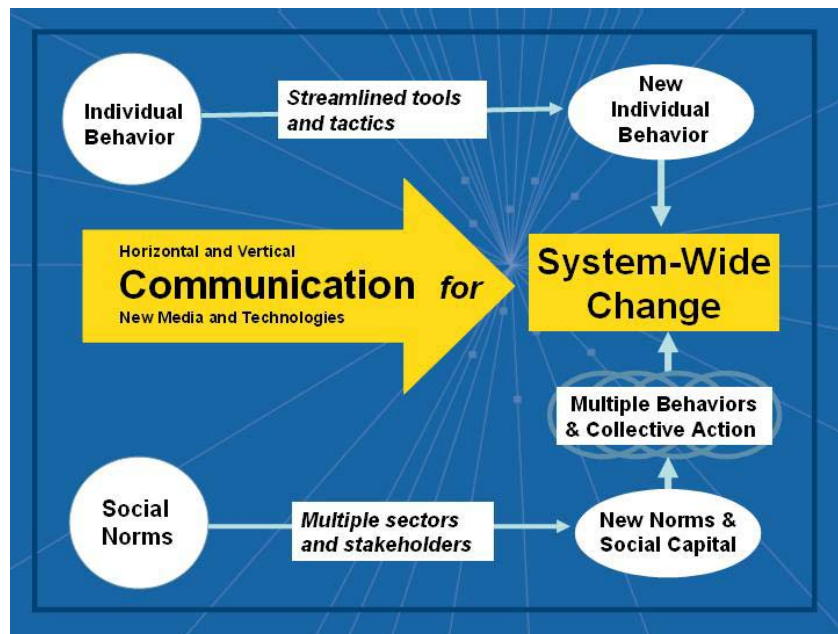 Individual
Behavior
Streamlined tools
and tactics
New
Individual
Behavior
Horizontal and Vertical
Communication for
New Media and Technologies
System-Wide
Change
Multiple Behaviors
& Collective Action
Social
Norms
Multiple sectors
and stakeholders
New Norms &
Social Capital